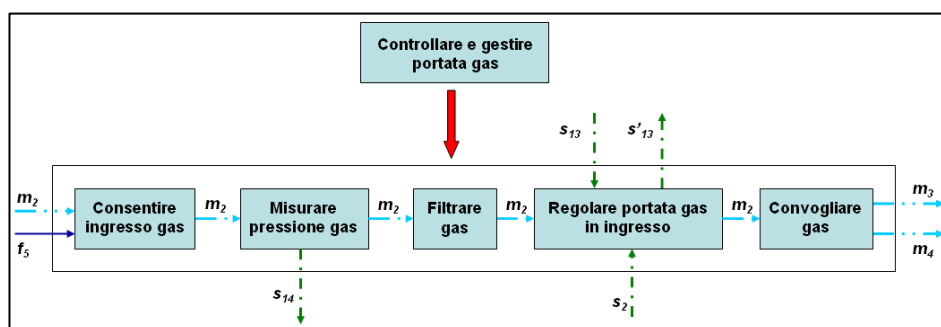 Controllare e gestire
portata gas
s13
s'13
m2
Consentire
ingresso gas
m2
Misurare
pressione gas
m2
Filtrare
gas
m2
Regolare portata gas
in ingresso
m2
Convogliare
gas
m3
f5
m4
s14
s2